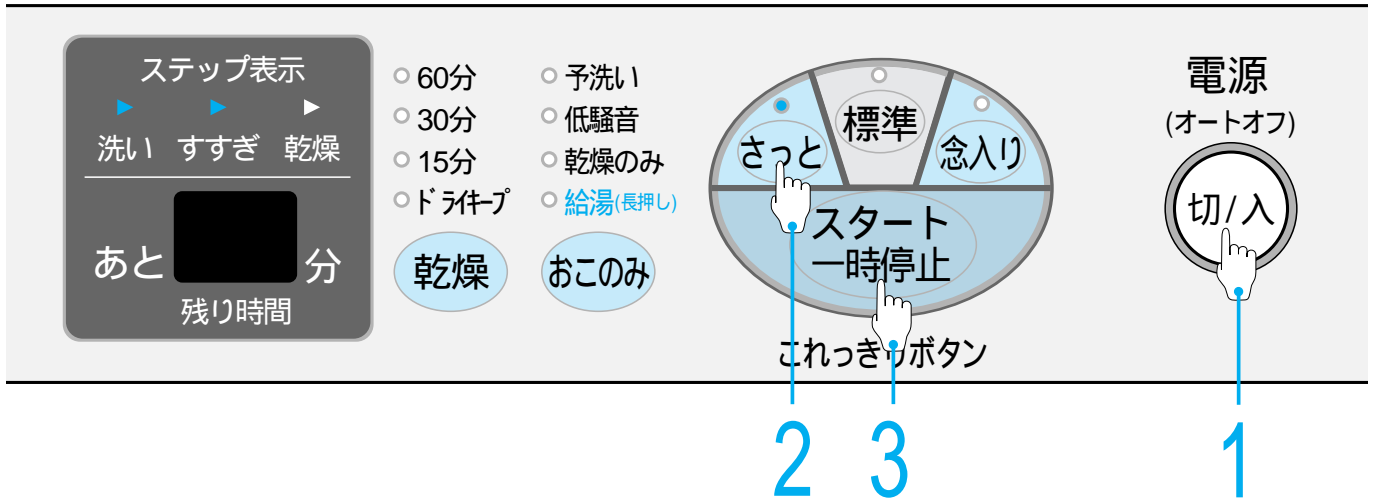 ステップ表示
洗い すすぎ 乾燥
あと 分
残り時間
60分
30分
15分
ドライキープ
乾燥
予洗い
低騒音
乾燥のみ
給湯(長押し)
おこのみ
さっと
標準
念入り
スタート
一時停止
これっきりボタン
電源
(オートオフ)
切/入
2 3 1